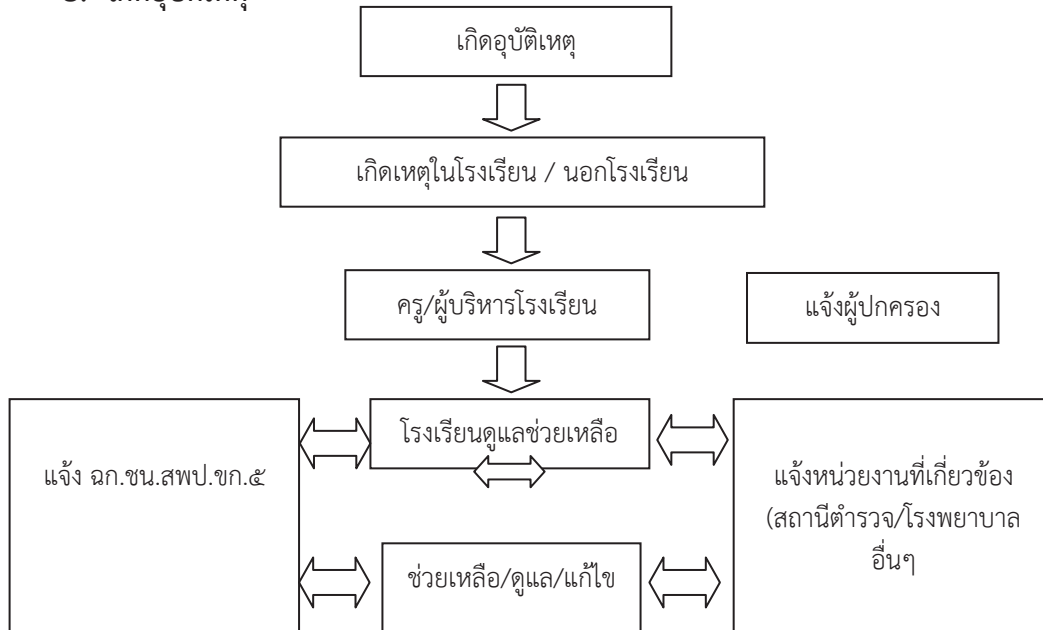 เกิดอุบัติเหตุ
เกิดเหตุในโรงเรียน / นอกโรงเรียน
ครู/ผู้บริหารโรงเรียน
แจ้งผู้ปกครอง
โรงเรียนดูแลช่วยเหลือ
แจ้ง ฉก.ชน.สพป.ขก.๕
แจ้งหน่วยงานที่เกี่ยวข้อง
(สถานีตำรวจ/โรงพยาบาล
อื่นๆ
ช่วยเหลือ/ดูแล/แก้ไข